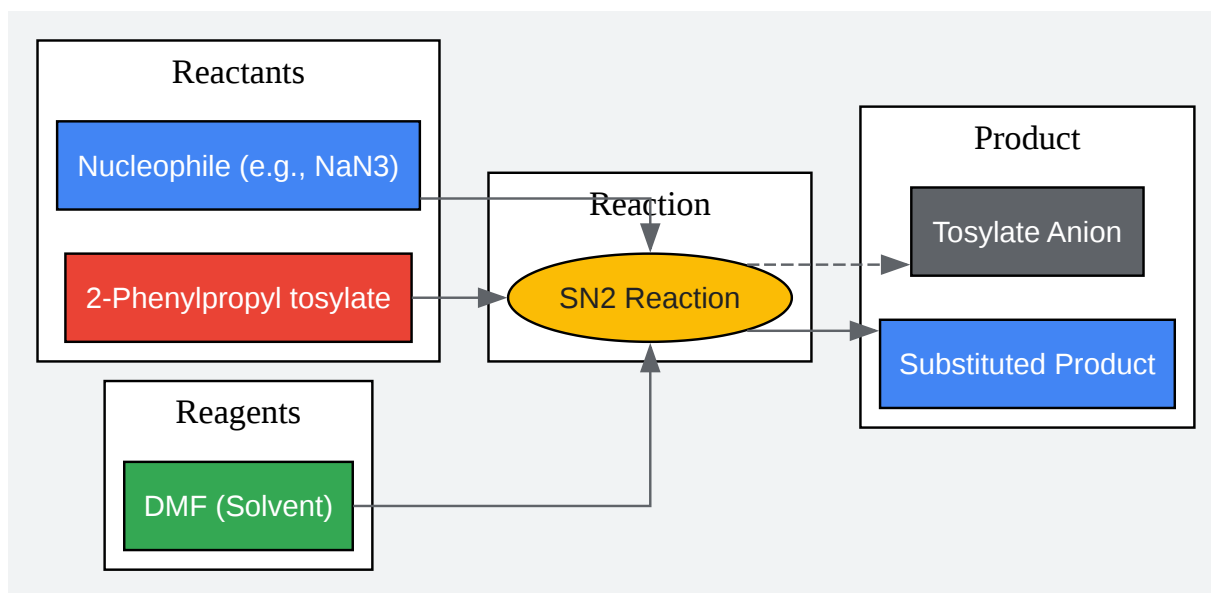 Reactants
Nucleophile (e.g., NaN3)
2-Phenylpropyl tosylate
Reagents
DMF (Solvent)
Reaction
SN2 Reaction
Product
Tosylate Anion
Substituted Product